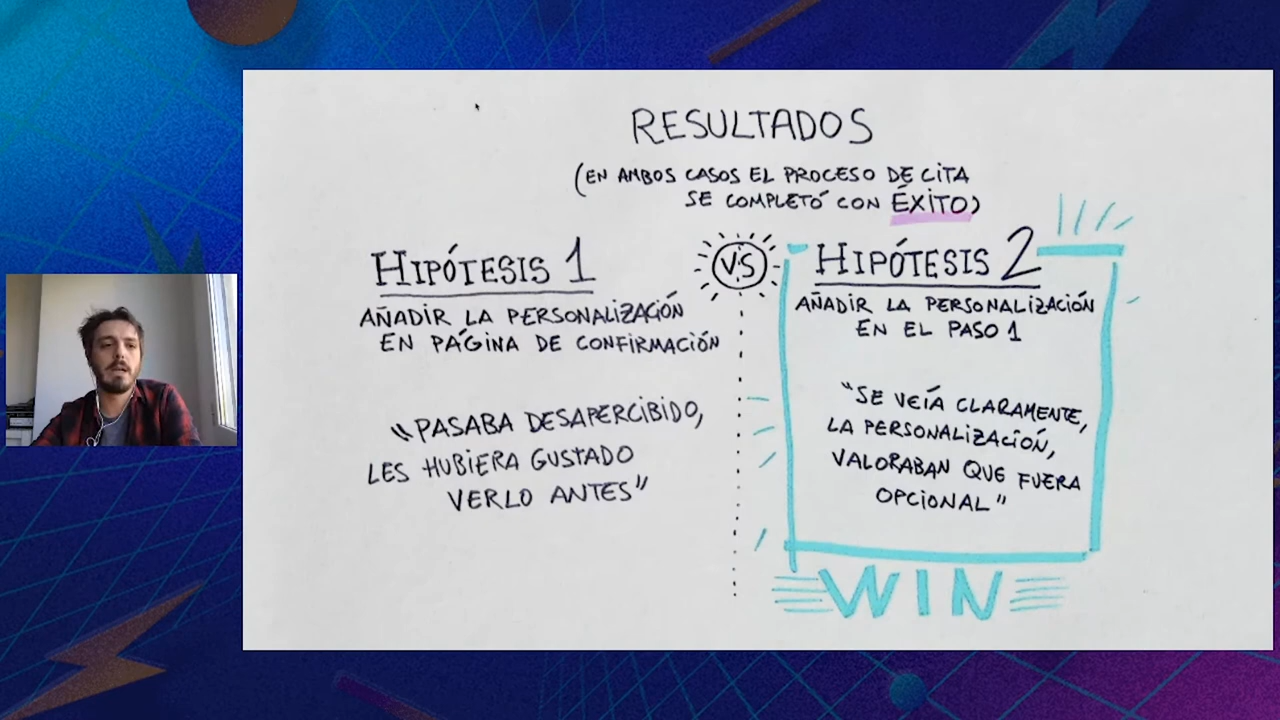 RESULTADOS
(EN AMBOS CASOS EL PROCESO DE CITA
SE COMPLETÓ CON ÉXITO)
HIPÓTESIS 1
AÑADIR LA PERSONALIZACIÓN
EN PÁGINA DE CONFIRMACIÓN
"PASABA DESAPERCIBIDO,
LES HUBIERA GUSTADO
VERLO ANTES"
VS
HIPÓTESIS 2
AÑADIR LA PERSONALIZACIÓN
EN EL PASO 1
"SE VEÍA CLARAMENTE,
LA PERSONALIZACIÓN,
VALORABAN QUE FUERA
OPCIONAL"
WIN